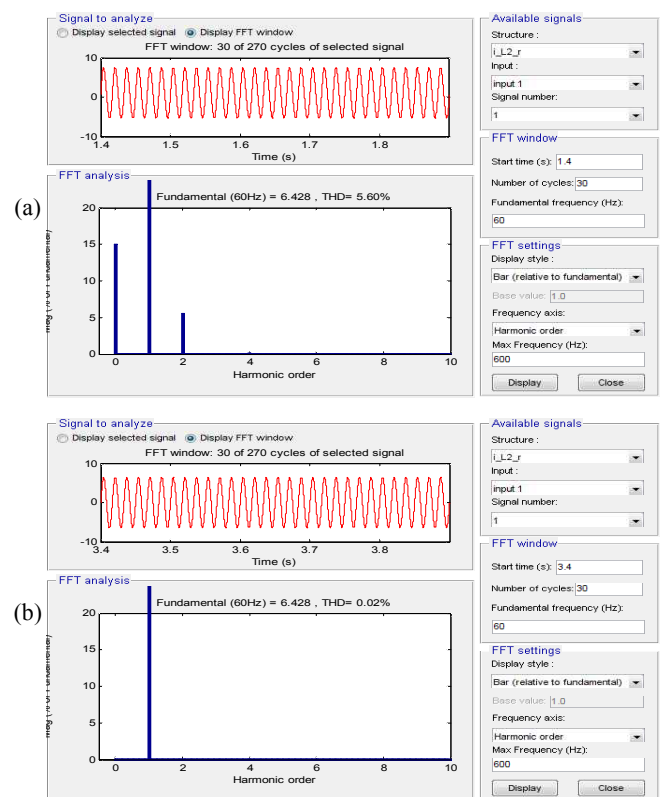 Signal to analyze
Display selected signal Display FFT window
FFT window: 30 of 270 cycles of selected signal
10
0
-10
1.4 1.5 1.6 1.7 1.8
Time (s)
Available signals
Structure :
i_L2_r
Input :
input 1
Signal number:
1
FFT window
Start time (s): 1.4
Number of cycles: 30
Fundamental frequency (Hz):
60
(a)
FFT analysis
Fundamental (60Hz) = 6.428 , THD= 5.60%
20
15
10
5
0
0 2 4 6 8 10
Harmonic order
FFT settings
Display style :
Bar (relative to fundamental)
Base value: 1.0
Frequency axis:
Harmonic order
Max Frequency (Hz):
600
Display Close
Signal to analyze
Display selected signal Display FFT window
FFT window: 30 of 270 cycles of selected signal
10
0
-10
3.4 3.5 3.6 3.7 3.8
Time (s)
Available signals
Structure :
i_L2_r
Input :
input 1
Signal number:
1
FFT window
Start time (s): 3.4
Number of cycles: 30
Fundamental frequency (Hz):
60
(b)
FFT analysis
Fundamental (60Hz) = 6.428 , THD= 0.02%
20
15
10
5
0
0 2 4 6 8 10
Harmonic order
FFT settings
Display style :
Bar (relative to fundamental)
Base value: 1.0
Frequency axis:
Harmonic order
Max Frequency (Hz):
600
Display Close